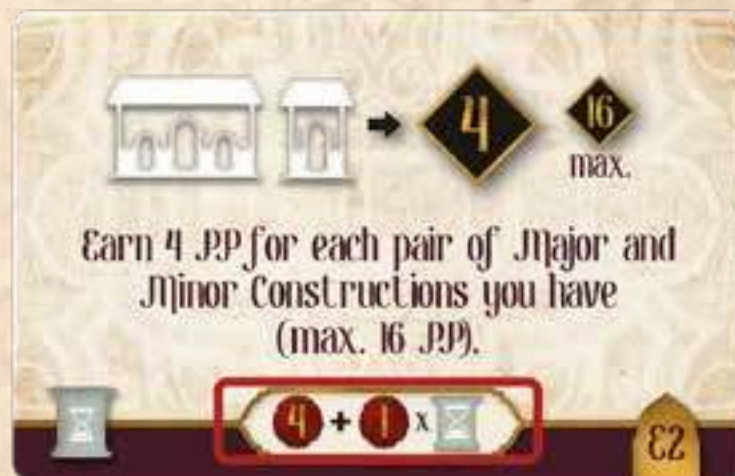 4 16
max.
Earn 4 PP for each pair of Major and
Minor Constructions you have
(max. 16 PP).
4 + 1 x
E2